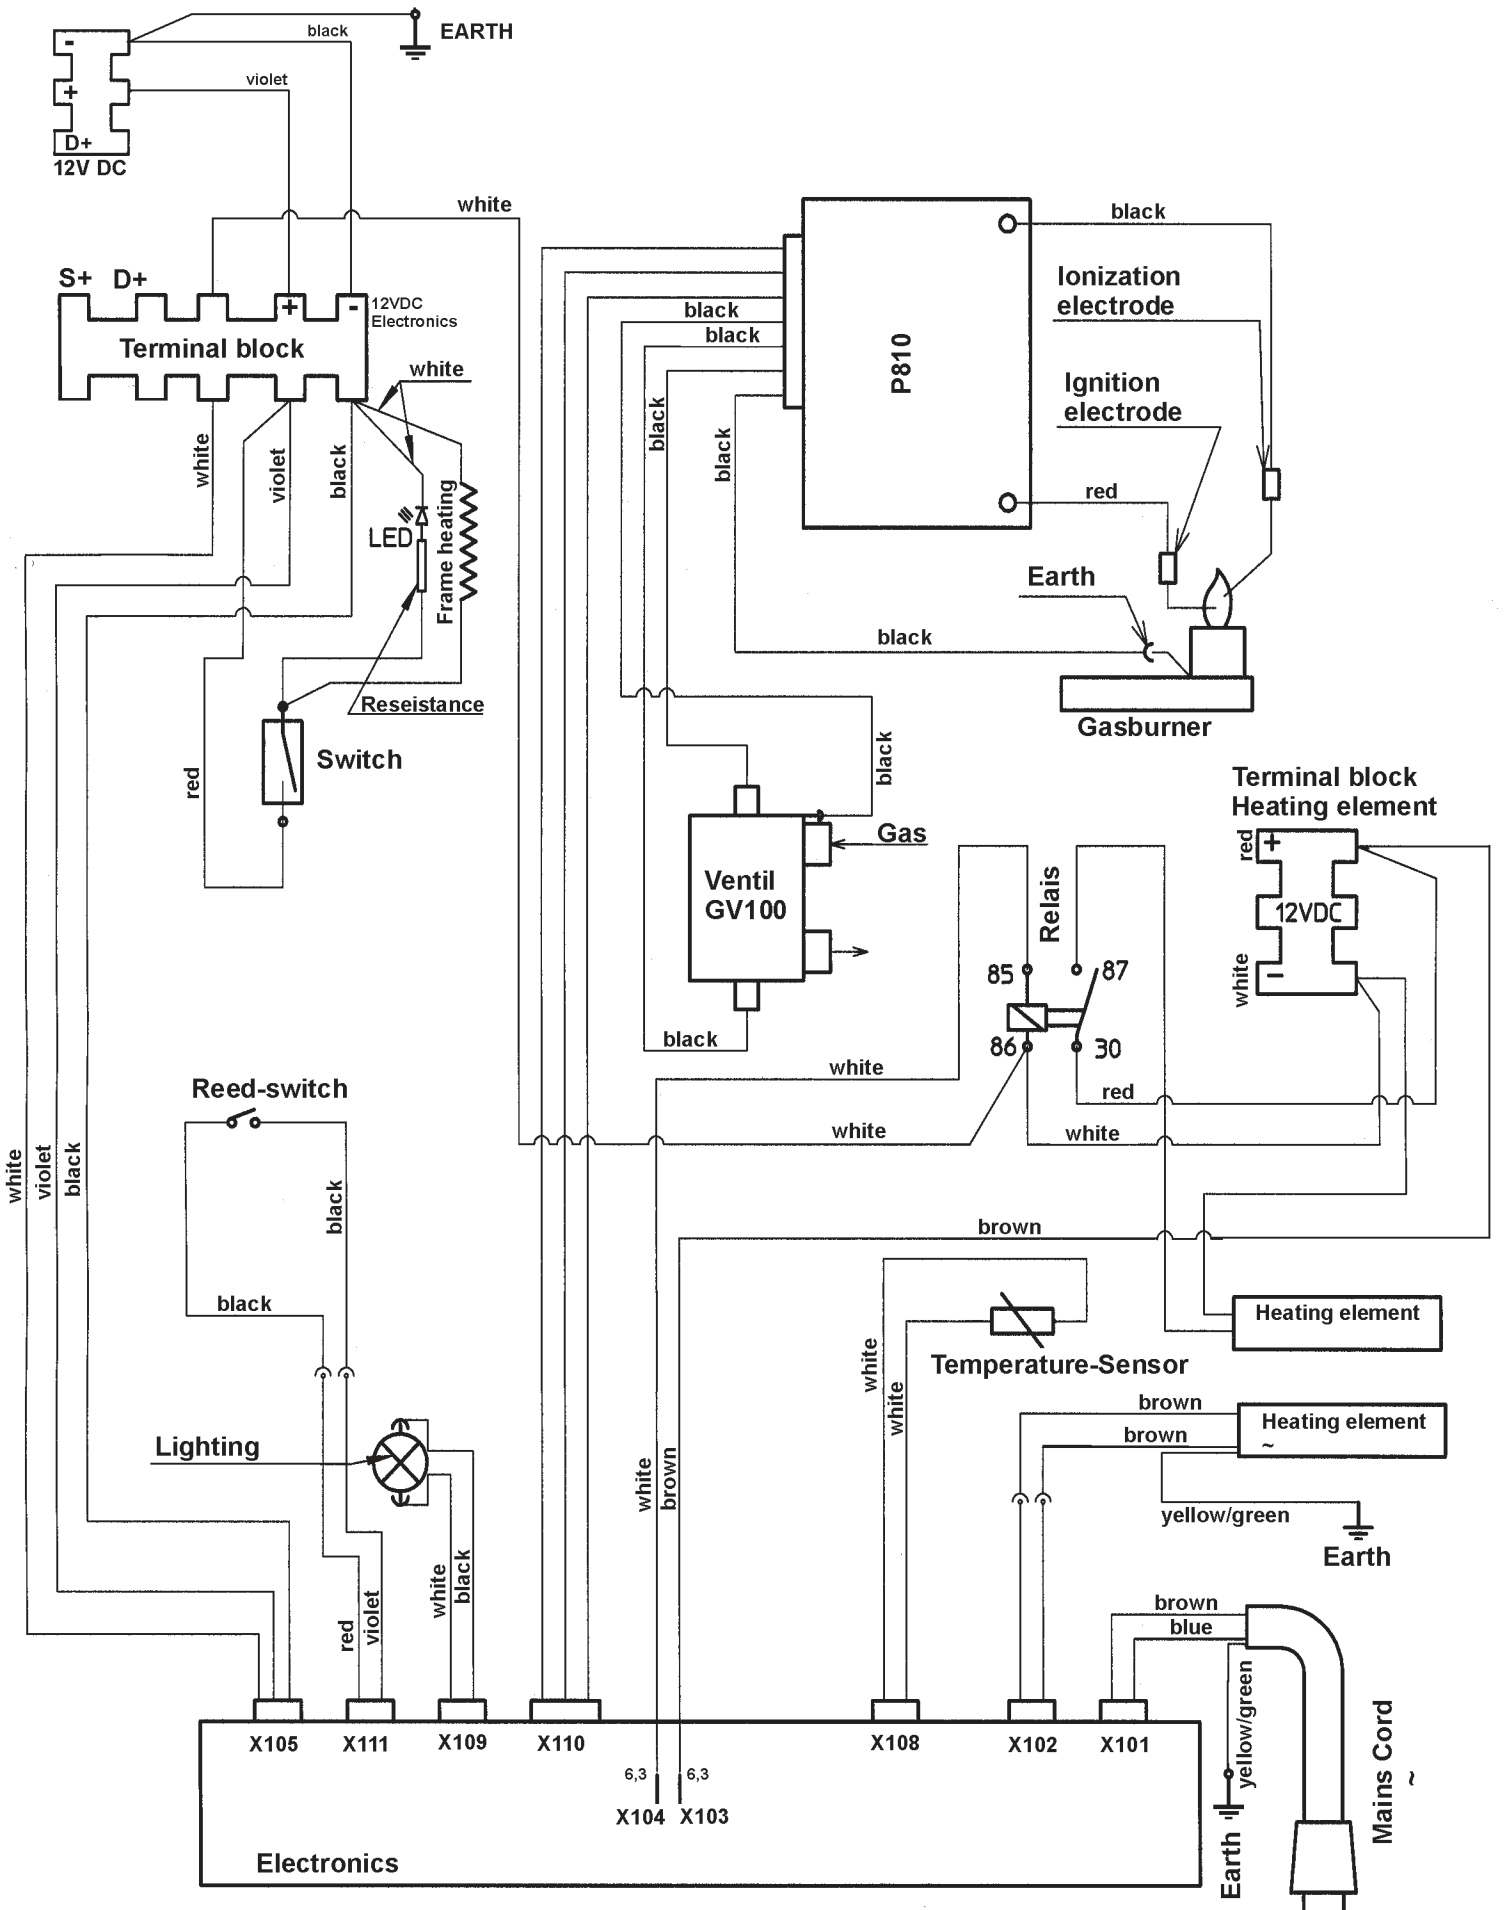 black
EARTH
-
violet
+
D+
12V DC
white
S+
D+
+
-
12VDC
Electronics
Terminal block
white
white
violet
black
LED
Frame heating
Reseistance
Switch
red
P810
black
Ionization
electrode
Ignition
electrode
red
Earth
black
black
black
black
black
Gasburner
black
Gas
Ventil
GV100
black
Terminal block
Heating element
red
+
12VDC
white
-
Relais
85
87
86
30
red
white
white
white
Reed-switch
white
violet
black
black
black
brown
Heating element
Temperature-Sensor
white
white
brown
Heating element
~
brown
yellow/green
Earth
Lighting
white
brown
white
black
red
violet
brown
blue
yellow/green
Earth
Mains Cord
~
X105
X111
X109
X110
X108
X102
X101
6,3
6,3
X104
X103
Electronics